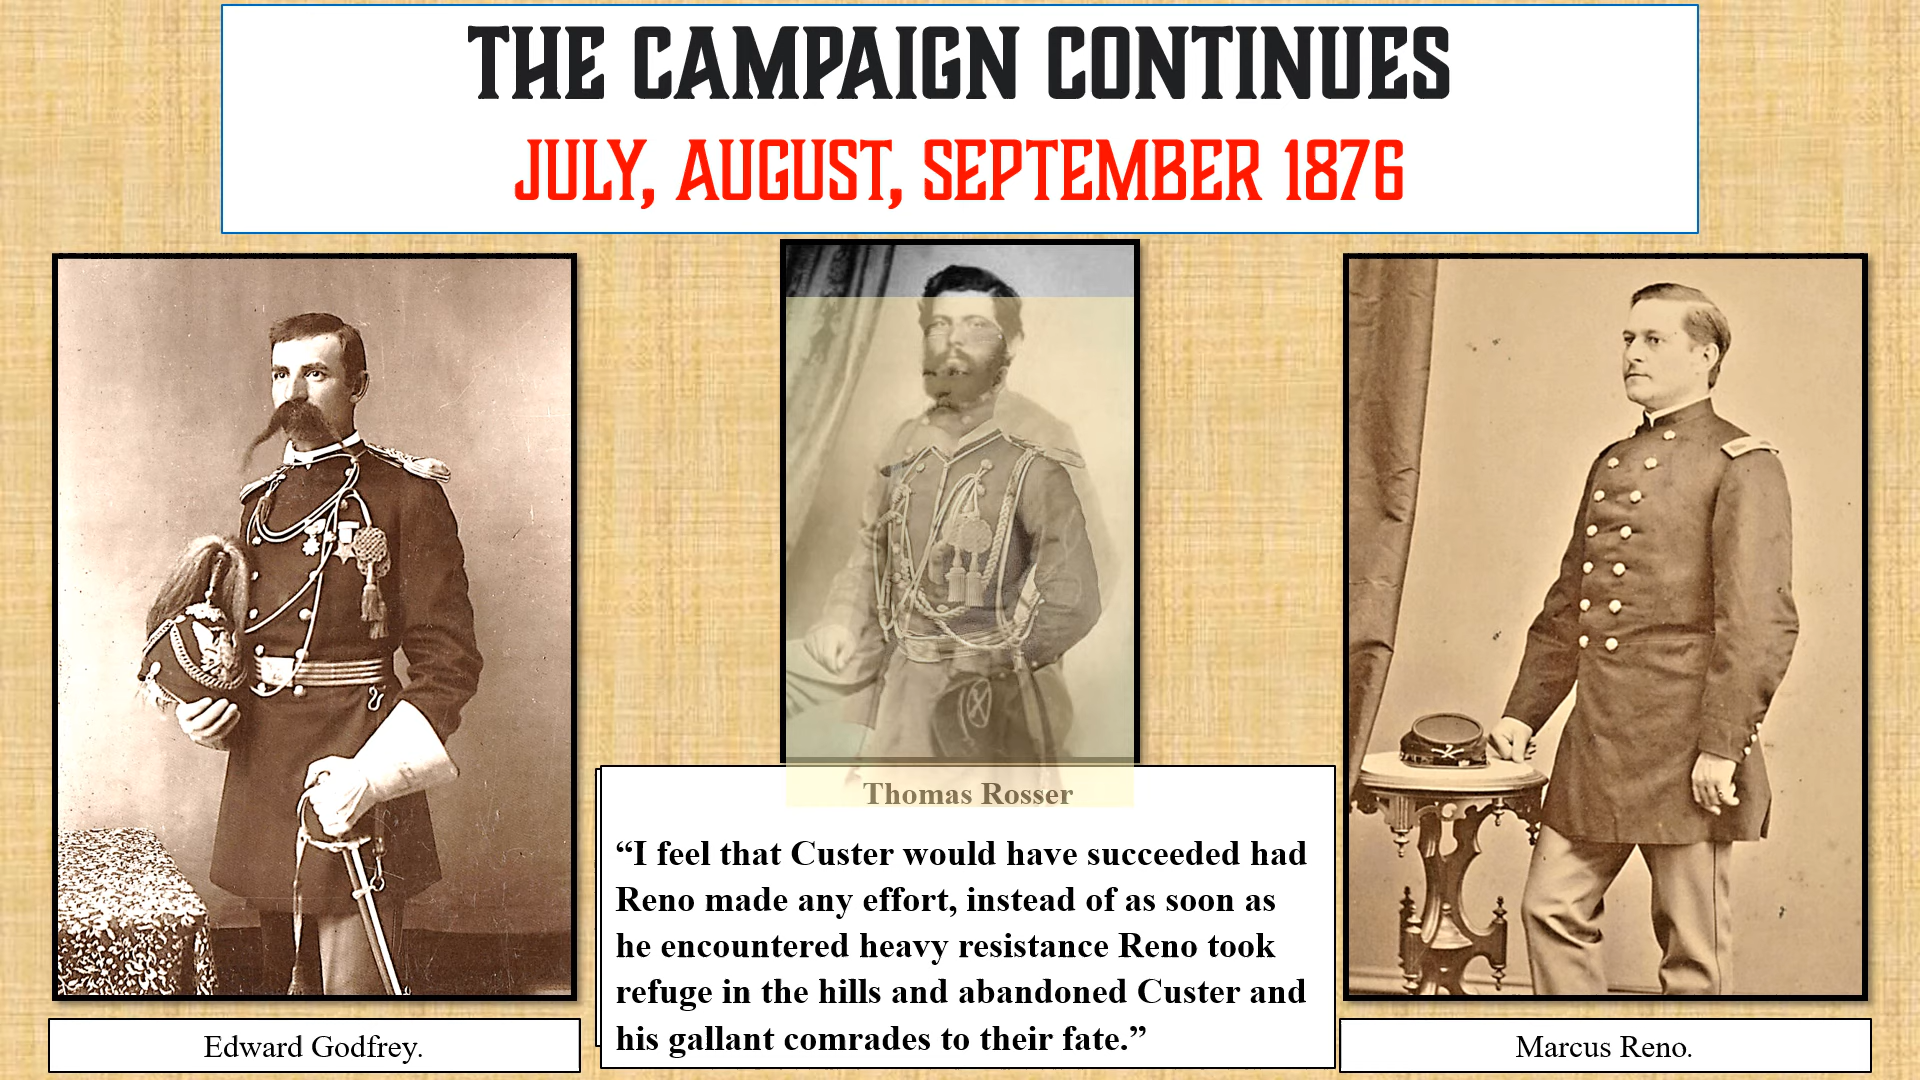 THE CAMPAIGN CONTINUES
JULY, AUGUST, SEPTEMBER 1876
Thomas Rosser
“I feel that Custer would have succeeded had
Reno made any effort, instead of as soon as
he encountered heavy resistance Reno took
refuge in the hills and abandoned Custer and
his gallant comrades to their fate.”
Edward Godfrey.
Marcus Reno.